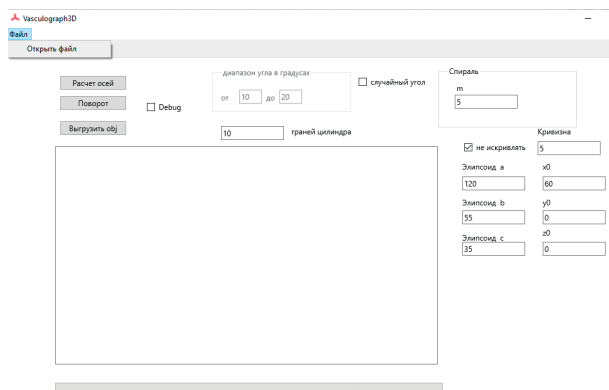 Vasculograph3D
Файл
Открыть файл
Расчет осей
Поворот
Выгрузить obj
Debug
диапазон угла в градусах
от 10 до 20
случайный угол
10 граней цилиндра
Спираль
m
5
Кривизна
не искривлять 5
Элипсоид a x0
120 60
Элипсоид b y0
55 0
Элипсоид c z0
35 0